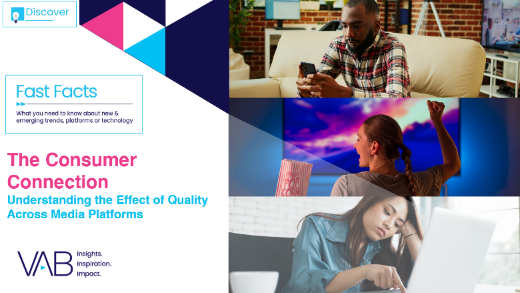 Discover
Fast Facts
What you need to know about new &
emerging trends, platforms or technology
The Consumer
Connection
Understanding the Effect of Quality
Across Media Platforms
VAB
Insights.
Inspiration.
Impact.